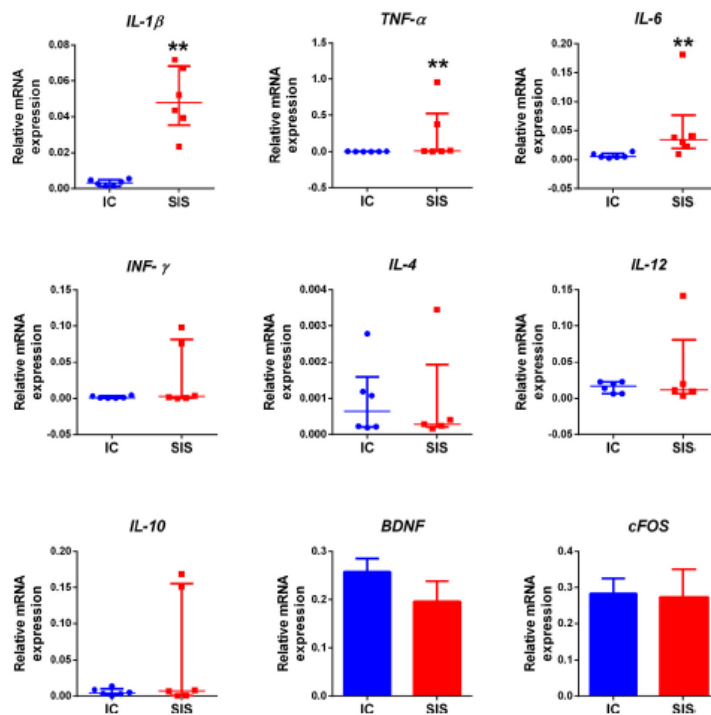 IL-1β
Relative mRNA
expression
0.08
0.06
0.04
0.02
0.00
**
IC
SIS
TNF-α
Relative mRNA
expression
1.5
1.0
0.5
0.0
-0.5
**
IC
SIS
IL-6
Relative mRNA
expression
0.20
0.15
0.10
0.05
0.00
-0.05
**
IC
SIS
INF- γ
Relative mRNA
expression
0.15
0.10
0.05
0.00
-0.05
IC
SIS
IL-4
Relative mRNA
expression
0.004
0.003
0.002
0.001
0.000
IC
SIS
IL-12
Relative mRNA
expression
0.15
0.10
0.05
0.00
-0.05
IC
SIS
IL-10
Relative mRNA
expression
0.20
0.15
0.10
0.05
0.00
IC
SIS
BDNF
Relative mRNA
expression
0.3
0.2
0.1
0.0
IC
SIS
cFOS
Relative mRNA
expression
0.4
0.3
0.2
0.1
0.0
IC
SIS